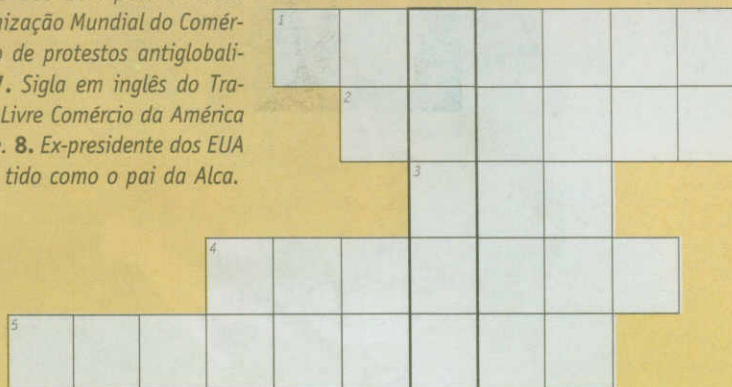 nização Mundial do Comér-
o de protestos antiglobali-
7. Sigla em inglês do Tra-
Livre Comércio da América
8. Ex-presidente dos EUA
tido como o pai da Alca.
1
2
3
4
5